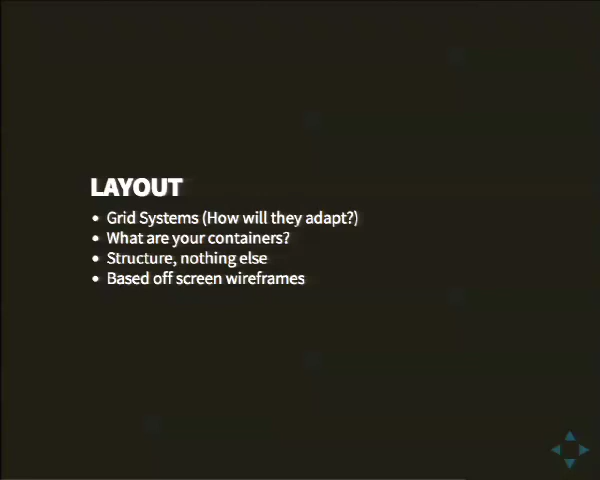 LAYOUT
• Grid Systems (How will they adapt?)
• What are your containers?
• Structure, nothing else
• Based off screen wireframes